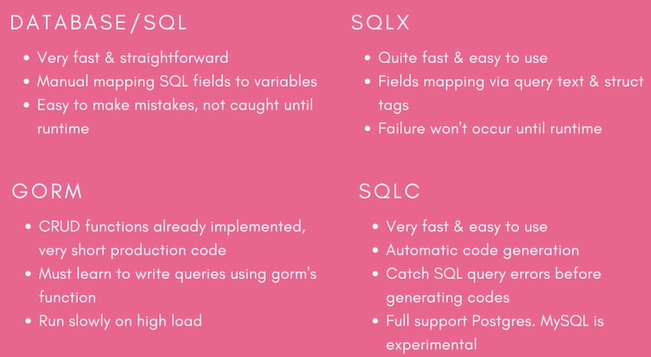 DATABASE/SQL
• Very fast & straightforward
• Manual mapping SQL fields to variables
• Easy to make mistakes, not caught until
runtime
SQLX
• Quite fast & easy to use
• Fields mapping via query text & struct
tags
• Failure won't occur until runtime
GORM
• CRUD functions already implemented,
very short production code
• Must learn to write queries using gorm's
function
• Run slowly on high load
SQLC
• Very fast & easy to use
• Automatic code generation
• Catch SQL query errors before
generating codes
• Full support Postgres. MySQL is
experimental